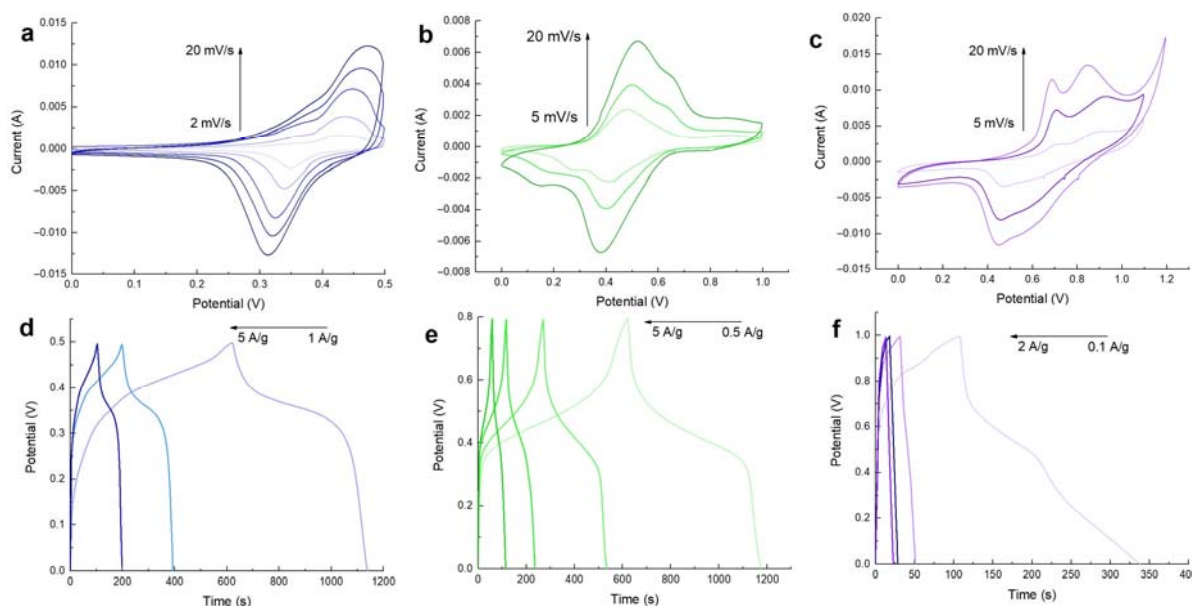 a
20 mV/s
2 mV/s
Current (A)
0.015
0.010
0.005
0.000
−0.005
−0.010
−0.015
0.0 0.1 0.2 0.3 0.4 0.5
Potential (V)
b
20 mV/s
5 mV/s
Current (A)
0.008
0.006
0.004
0.002
0.000
−0.002
−0.004
−0.006
−0.008
0.0 0.2 0.4 0.6 0.8 1.0
Potential (V)
c
20 mV/s
5 mV/s
Current (A)
0.020
0.015
0.010
0.005
0.000
−0.005
−0.010
−0.015
0.0 0.2 0.4 0.6 0.8 1.0 1.2
Potential (V)
d
5 A/g 1 A/g
Potential (V)
0.5
0.4
0.3
0.2
0.1
0.0
0 200 400 600 800 1000 1200
Time (s)
e
5 A/g 0.5 A/g
Potential (V)
0.8
0.6
0.4
0.2
0.0
0 200 400 600 800 1000 1200
Time (s)
f
2 A/g 0.1 A/g
Potential (V)
1.0
0.8
0.6
0.4
0.2
0.0
0 50 100 150 200 250 300 350 400
Time (s)